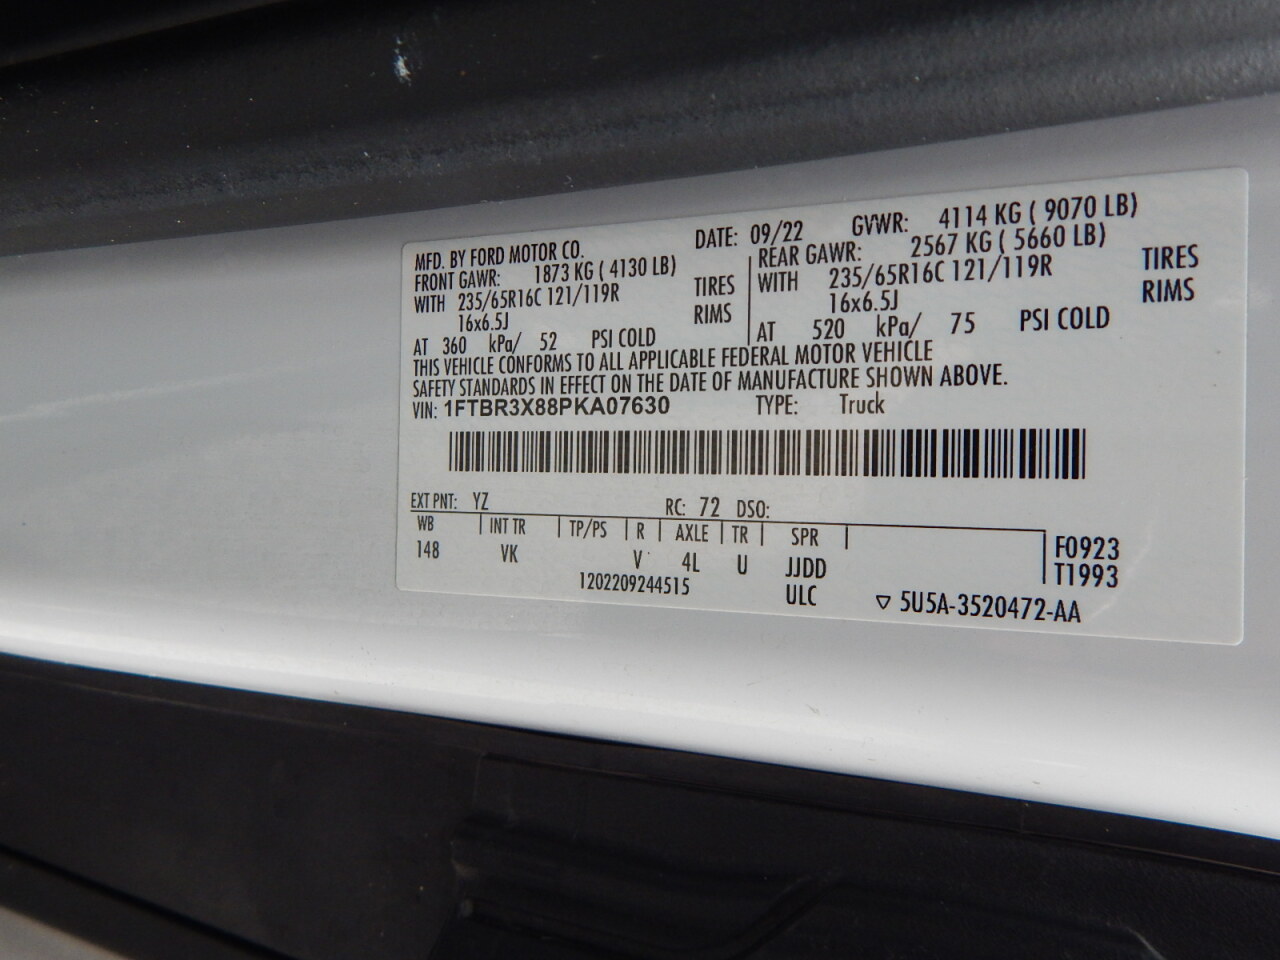 MFD. BY FORD MOTOR CO. DATE: 09/22 GVWR: 4114 KG ( 9070 LB)
FRONT GAWR: 1873 KG ( 4130 LB) REAR GAWR: 2567 KG ( 5660 LB)
WITH 235/65R16C 121/119R TIRES WITH 235/65R16C 121/119R TIRES
16x6.5J RIMS 16x6.5J RIMS
AT 360 kPa/ 52 PSI COLD AT 520 kPa/ 75 PSI COLD
THIS VEHICLE CONFORMS TO ALL APPLICABLE FEDERAL MOTOR VEHICLE
SAFETY STANDARDS IN EFFECT ON THE DATE OF MANUFACTURE SHOWN ABOVE.
VIN: 1FTBR3X88PKA07630 TYPE: Truck
EXT PNT: YZ RC: 72 DSO:
WB INT TR TP/PS R AXLE TR SPR F0923
148 VK V 4L U JJDD T1993
1202209244515 ULC ▽ 5U5A-3520472-AA